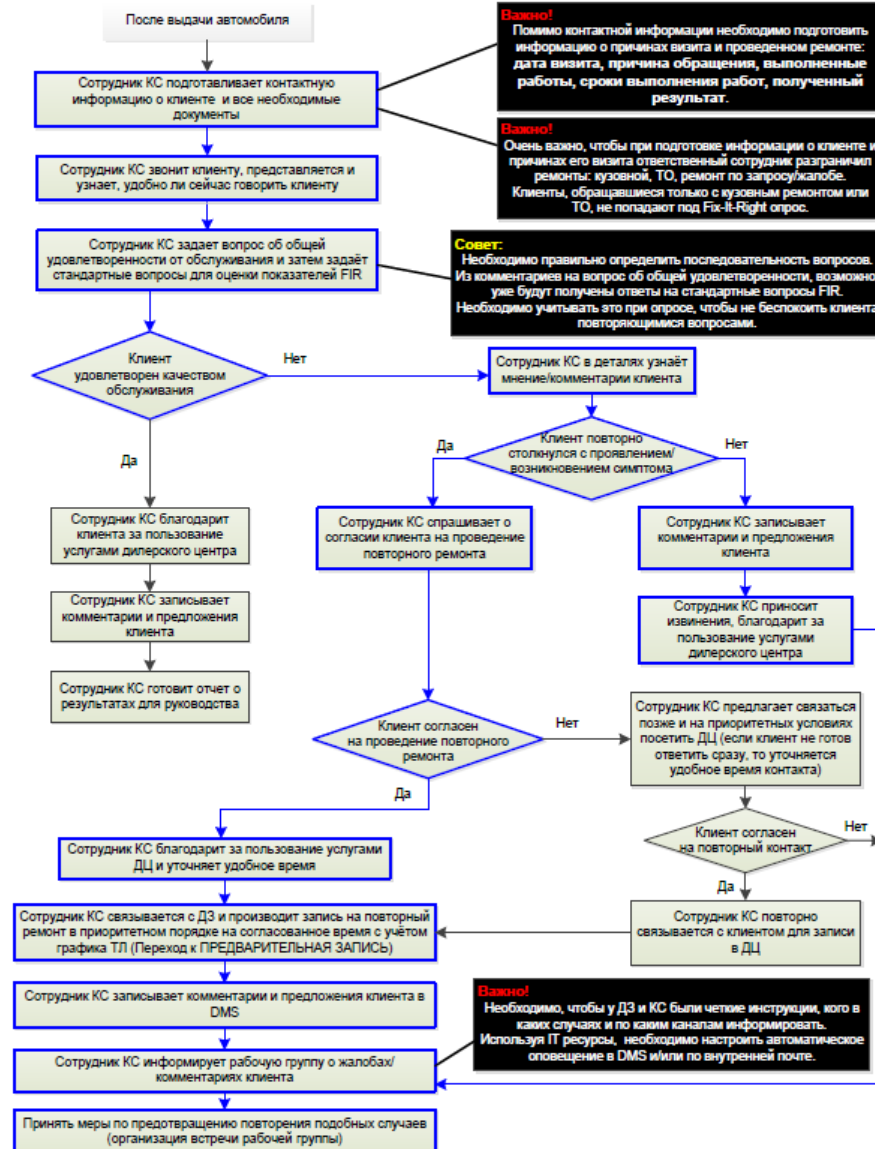 После выдачи автомобиля
Важно!
Помимо контактной информации необходимо подготовить
информацию о причинах визита и проведенном ремонте:
дата визита, причина обращения, выполненные
работы, сроки выполнения работ, полученный
результат.
Сотрудник КС подготавливает контактную
информацию о клиенте и все необходимые
документы
Важно!
Очень важно, чтобы при подготовке информации о клиенте и
причинах его визита ответственный сотрудник разграничил
ремонты: кузовной, ТО, ремонт по запросу/жалобе.
Клиенты, обращавшиеся только с кузовным ремонтом или
ТО, не попадают под Fix-It-Right опрос.
Сотрудник КС звонит клиенту, представляется и
узнает, удобно ли сейчас говорить клиенту
Сотрудник КС задает вопрос об общей
удовлетворенности от обслуживания и затем задаёт
стандартные вопросы для оценки показателей FIR
Совет:
Необходимо правильно определить последовательность вопросов.
Из комментариев на вопрос об общей удовлетворенности, возможно
уже будут получены ответы на стандартные вопросы FIR.
Необходимо учитывать это при опросе, чтобы не беспокоить клиента
повторяющимися вопросами.
Клиент
удовлетворен качеством
обслуживания
Нет
Сотрудник КС в деталях узнаёт
мнение/комментарии клиента
Да
Да
Клиент повторно
столкнулся с проявлением/
возникновением симптома
Нет
Сотрудник КС благодарит
клиента за пользование
услугами дилерского центра
Сотрудник КС спрашивает о
согласии клиента на проведение
повторного ремонта
Сотрудник КС записывает
комментарии и предложения
клиента
Сотрудник КС записывает
комментарии и предложения
клиента
Сотрудник КС приносит
извинения, благодарит за
пользование услугами
дилерского центра
Сотрудник КС готовит отчет о
результатах для руководства
Клиент согласен
на проведение повторного
ремонта
Нет
Сотрудник КС предлагает связаться
позже и на приоритетных условиях
посетить ДЦ (если клиент не готов
ответить сразу, то уточняется
удобное время контакта)
Да
Клиент согласен
на повторный контакт
Нет
Сотрудник КС благодарит за пользование услугами
ДЦ и уточняет удобное время
Да
Сотрудник КС связывается с ДЗ и производит запись на повторный
ремонт в приоритетном порядке на согласованное время с учётом
графика ТЛ (Переход к ПРЕДВАРИТЕЛЬНАЯ ЗАПИСЬ)
Сотрудник КС повторно
связывается с клиентом для записи
в ДЦ
Сотрудник КС записывает комментарии и предложения клиента в
DMS
Важно!
Необходимо, чтобы у ДЗ и КС были четкие инструкции, кого в
каких случаях и по каким каналам информировать.
Используя IT ресурсы, необходимо настроить автоматическое
оповещение в DMS и/или по внутренней почте.
Сотрудник КС информирует рабочую группу о жалобах/
комментариях клиента
Принять меры по предотвращению повторения подобных случаев
(организация встречи рабочей группы)